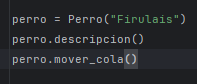 perro = Perro("Firulais")
perro.descripcion()
perro.mover_cola()